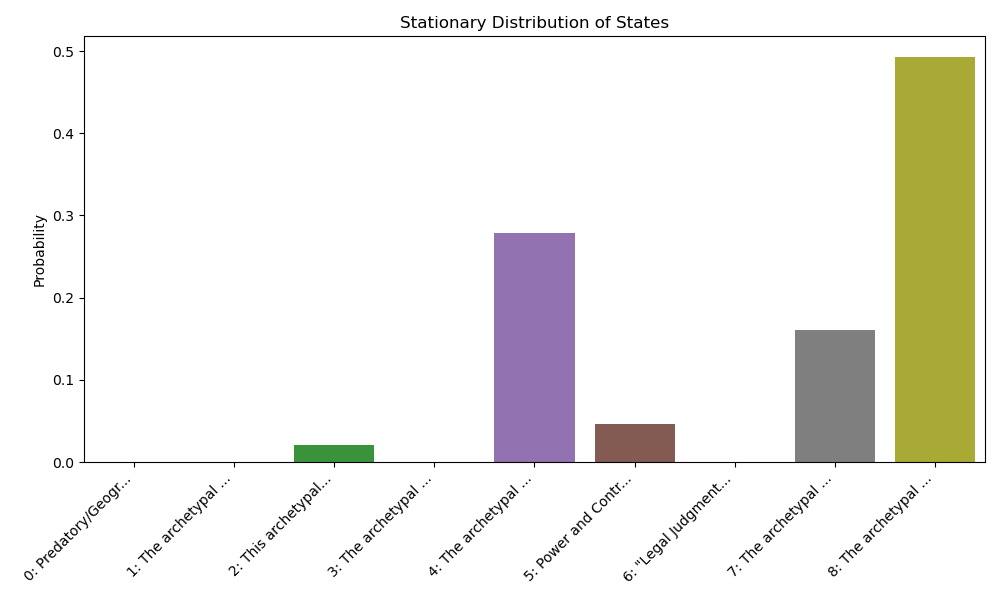 Stationary Distribution of States
0.5
0.4
0.3
0.2
0.1
0.0
Probability
0: Predatory/Geogr...
1: The archetypal ...
2: This archetypal...
3: The archetypal ...
4: The archetypal ...
5: Power and Contr...
6: "Legal Judgment...
7: The archetypal ...
8: The archetypal ...